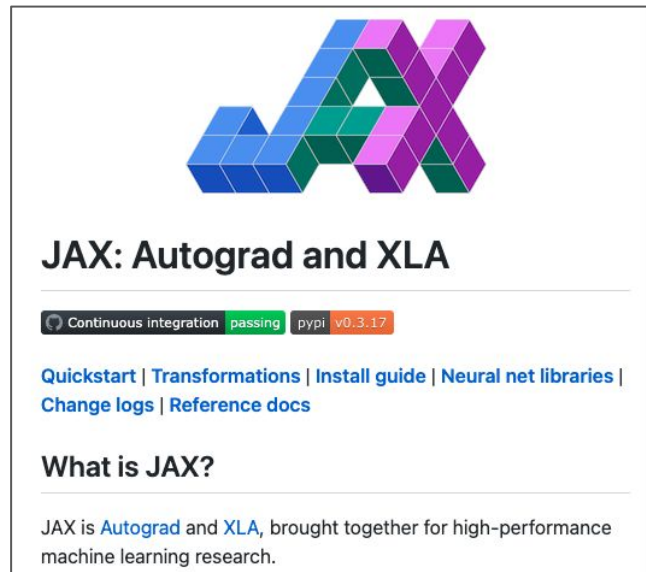 JAX
JAX: Autograd and XLA
Continuous integration passing pypi v0.3.17
Quickstart | Transformations | Install guide | Neural net libraries |
Change logs | Reference docs
What is JAX?
JAX is Autograd and XLA, brought together for high-performance
machine learning research.